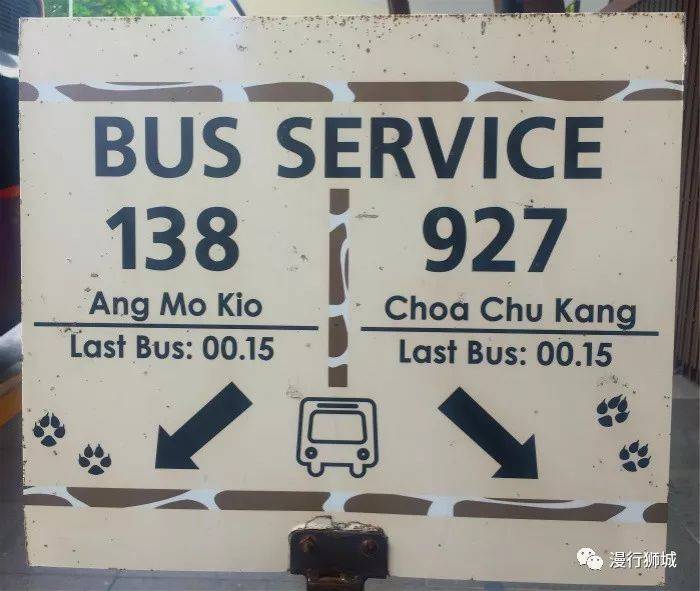 BUS SERVICE
138
Ang Mo Kio
Last Bus: 00.15
927
Choa Chu Kang
Last Bus: 00.15
漫行狮城